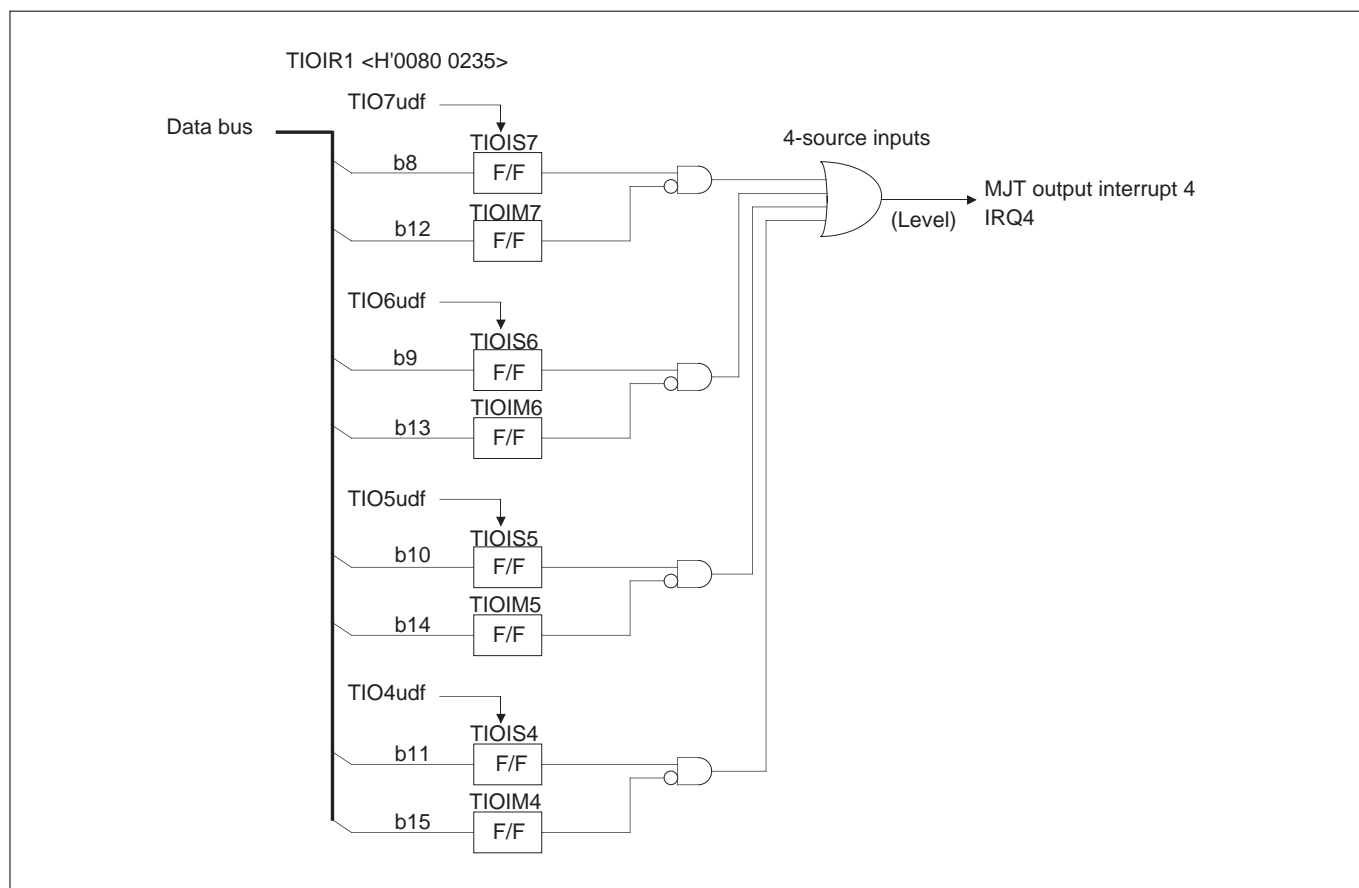 TIOIR1 <H'0080 0235>
TIO7udf
Data bus
TIOIS7
4-source inputs
b8
F/F
MJT output interrupt 4
TIOIM7
(Level)
IRQ4
b12
F/F
TIO6udf
TIOIS6
b9
F/F
TIOIM6
b13
F/F
TIO5udf
TIOIS5
b10
F/F
TIOIM5
b14
F/F
TIO4udf
TIOIS4
b11
F/F
TIOIM4
b15
F/F